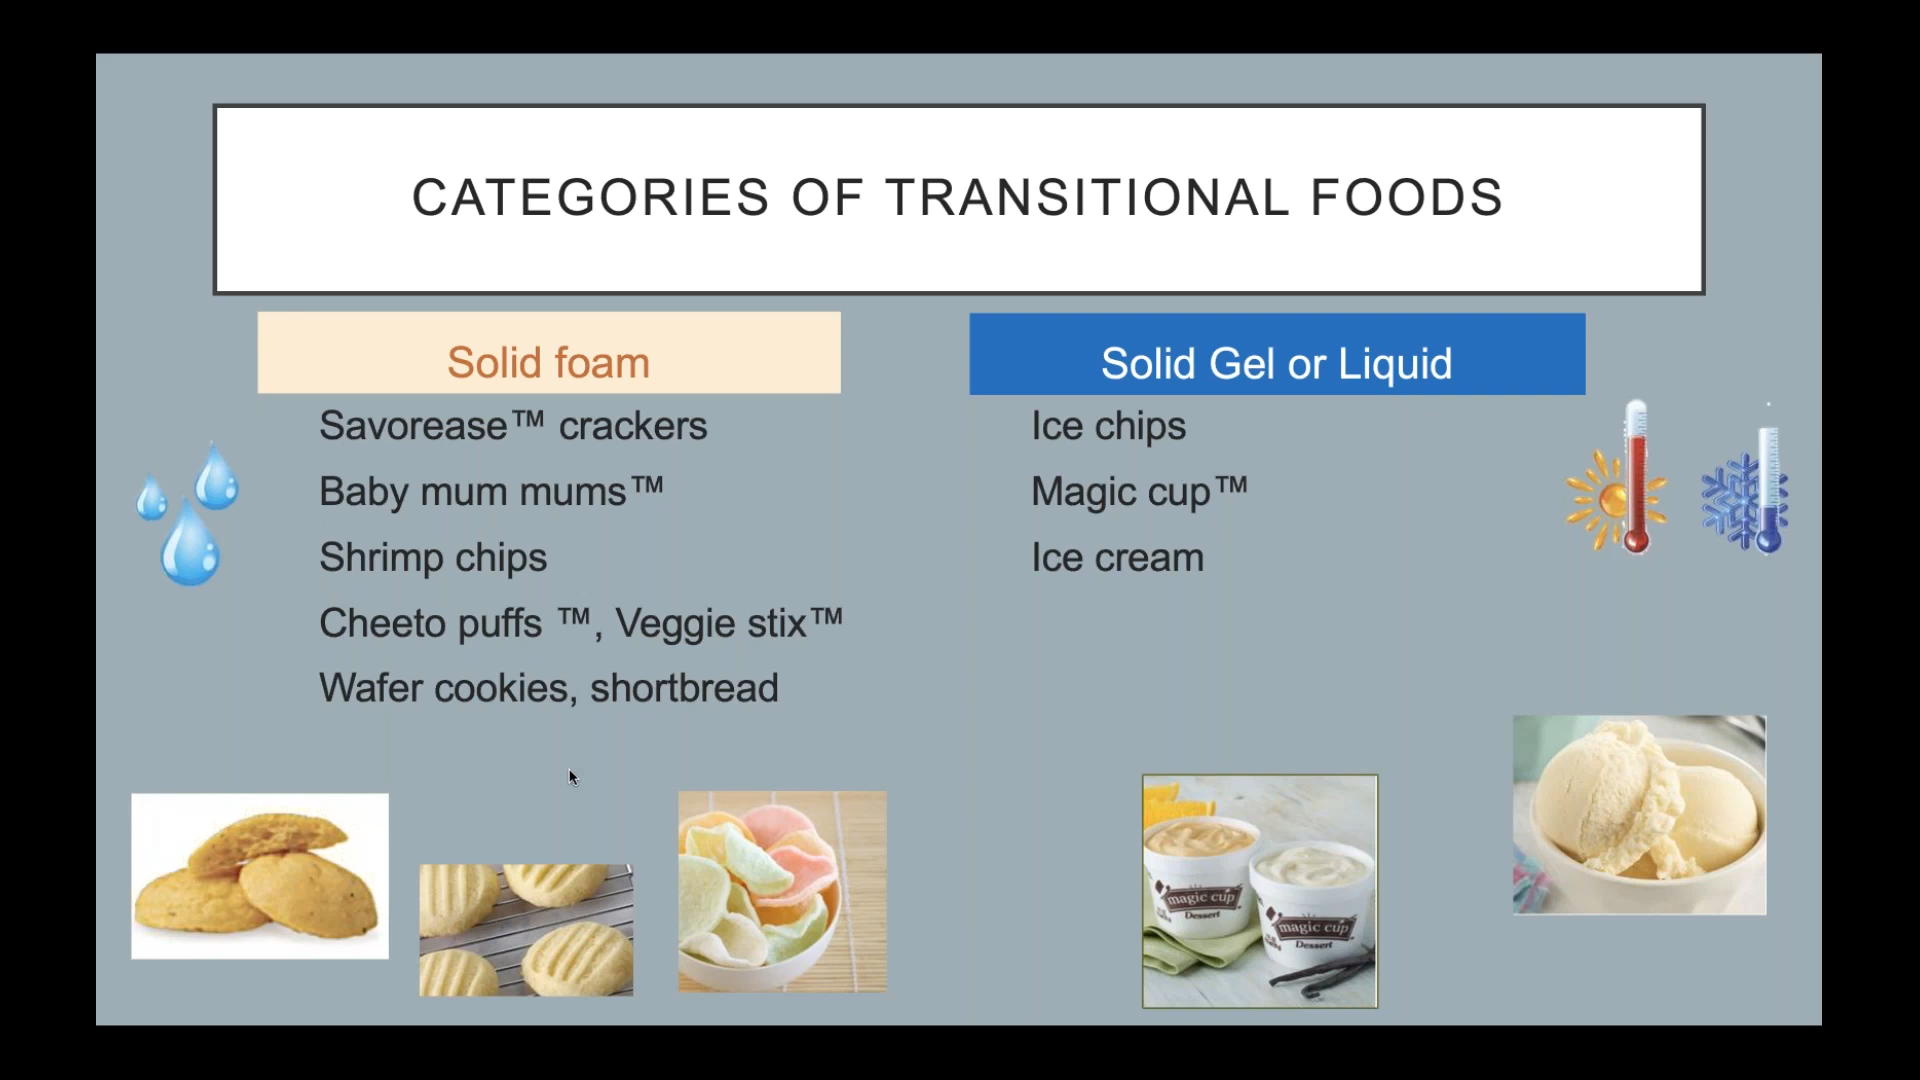 CATEGORIES OF TRANSITIONAL FOODS
Solid foam
Savorease™ crackers
Baby mum mums™
Shrimp chips
Cheeto puffs ™, Veggie stix™
Wafer cookies, shortbread
Solid Gel or Liquid
Ice chips
Magic cup™
Ice cream
magic cup
Dessert
magic cup
Dessert